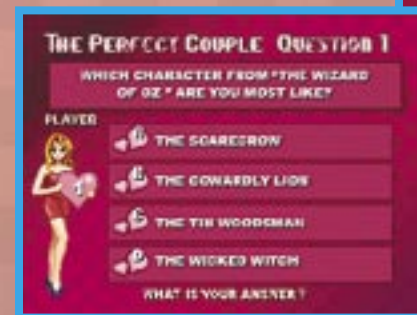 THE PERFECT COUPLE QUESTION 1
WHICH CHARACTER FROM "THE WIZARD
OF OZ" ARE YOU MOST LIKE?
PLAYER
1
THE SCARECROW
THE COWARDLY LION
THE TIN WOODSMAN
THE WICKED WITCH
WHAT IS YOUR ANSWER?